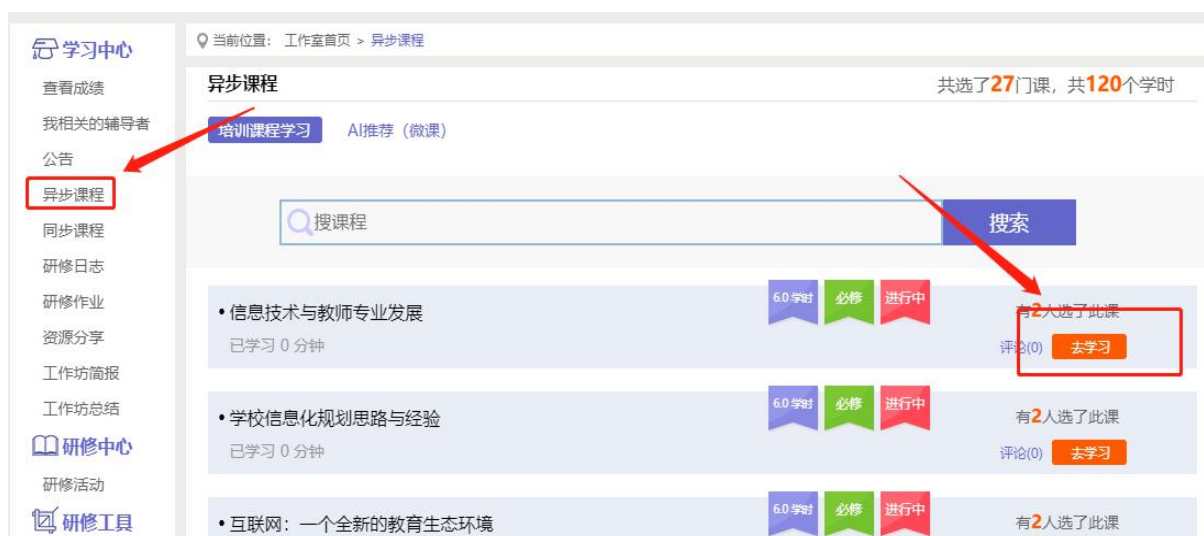 学习中心
查看成绩
我相关的辅导者
公告
异步课程
同步课程
研修日志
研修作业
资源分享
工作坊简报
工作坊总结
研修中心
研修活动
研修工具
当前位置: 工作室首页 > 异步课程
异步课程
共选了27门课, 共120个学时
培训课程学习 AI推荐 (微课)
搜课程 搜索
• 信息技术与教师专业发展 6.0学时 必修 进行中 有2人选了此课
已学习 0 分钟 评论(0) 去学习
• 学校信息化规划思路与经验 6.0学时 必修 进行中 有2人选了此课
已学习 0 分钟 评论(0) 去学习
• 互联网: 一个全新的教育生态环境 6.0学时 必修 进行中 有2人选了此课